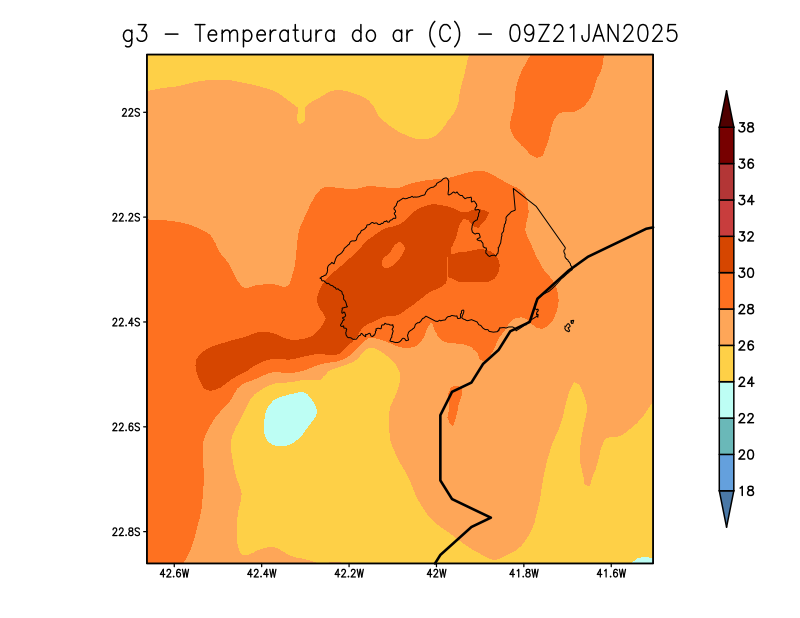 g3 - Temperatura do ar (C) - 09Z21JAN2025
22S
22.2S
22.4S
22.6S
22.8S
42.6W
42.4W
42.2W
42W
41.8W
41.6W
38
36
34
32
30
28
26
24
22
20
18